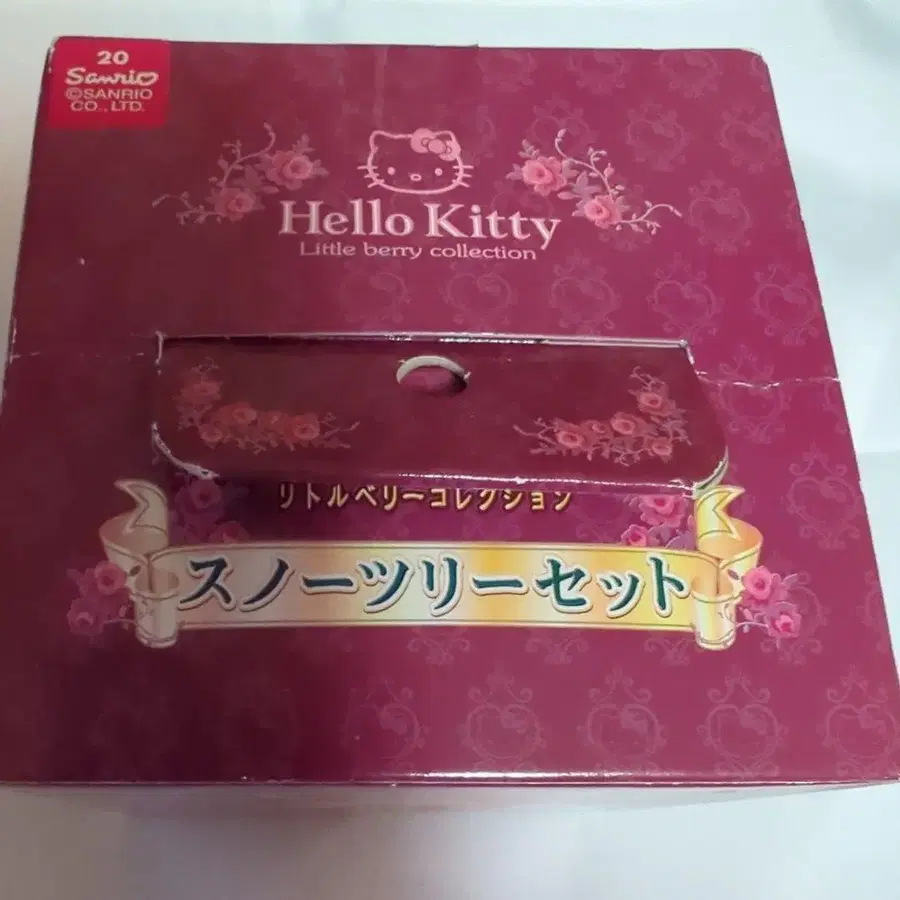 20
Sanrio
©SANRIO
CO., LTD.
Hello Kitty
Little berry collection
リトルベリーコレクション
スノーツリーセット